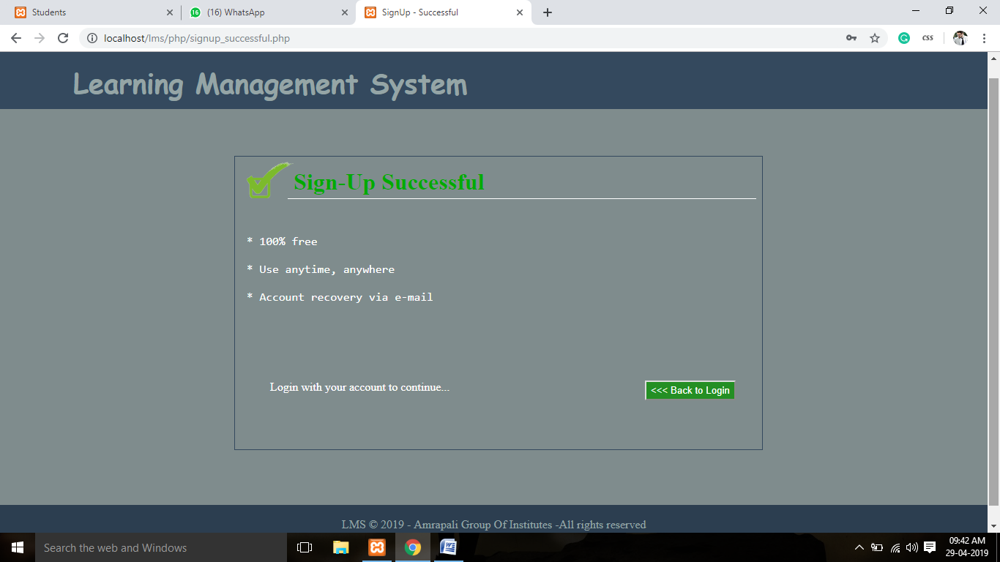 Students
16
(16) WhatsApp
SignUp - Successful
localhost/lms/php/signup_successful.php
css
Learning Management System
Sign-Up Successful
* 100% free
* Use anytime, anywhere
* Account recovery via e-mail
Login with your account to continue...
<<< Back to Login
LMS © 2019 - Amrapali Group Of Institutes -All rights reserved
Search the web and Windows
09:42 AM
29-04-2019